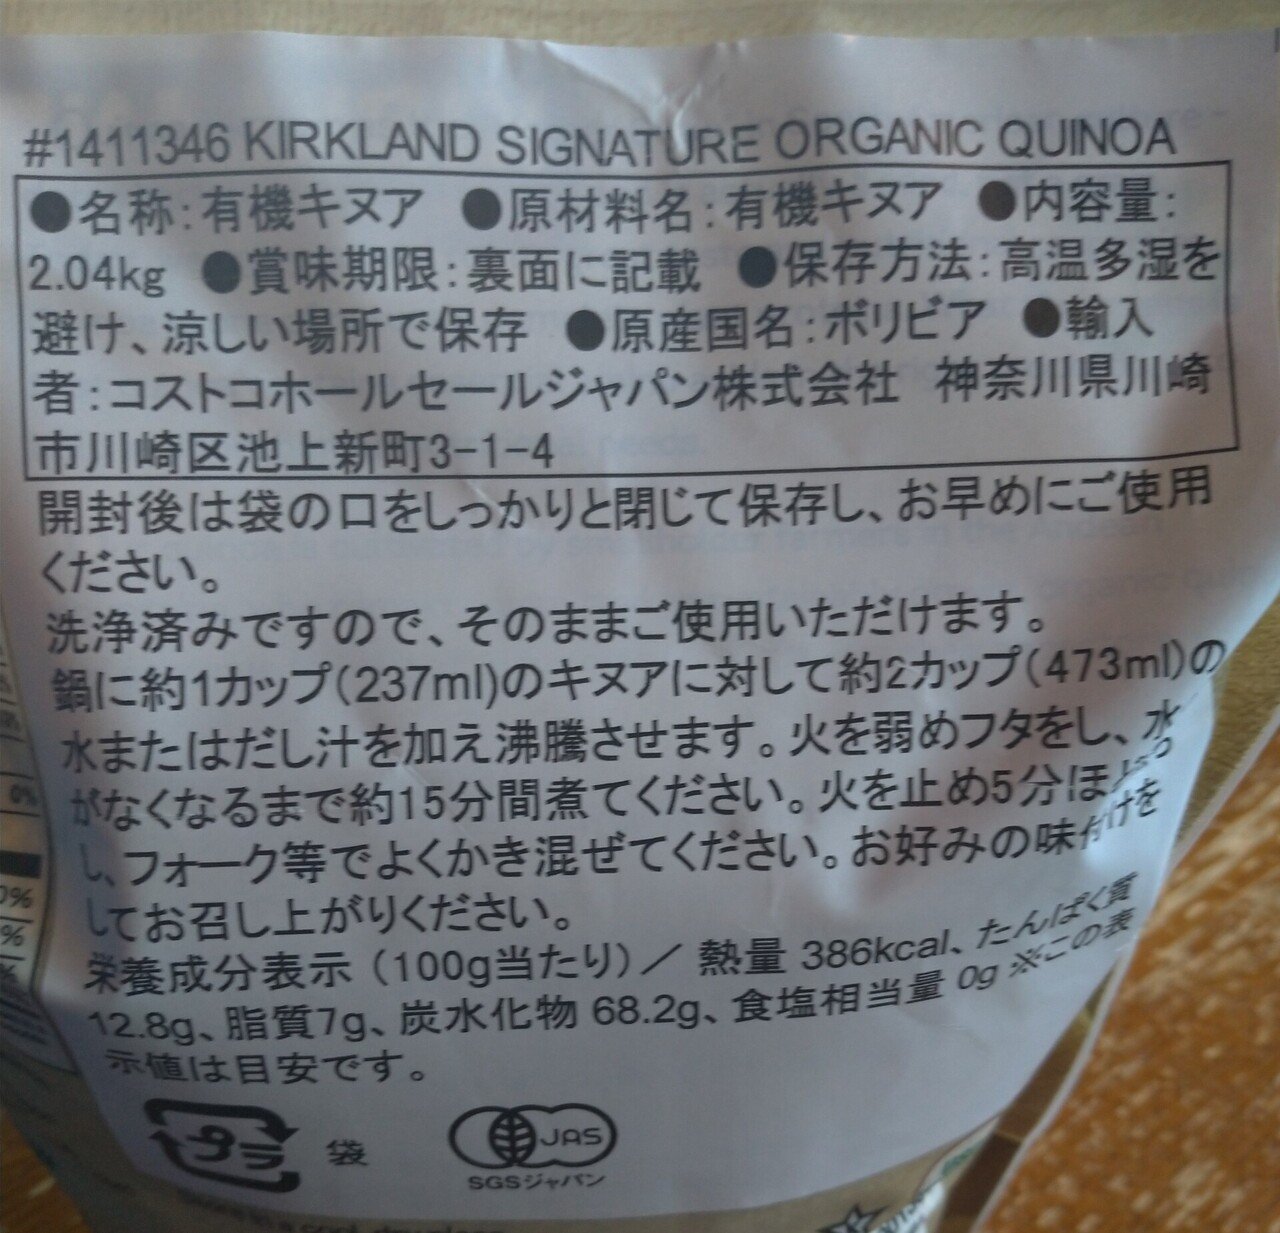 #1411346 KIRKLAND SIGNATURE ORGANIC QUINOA
●名称:有機キヌア ●原材料名:有機キヌア ●内容量:
2.04kg ●賞味期限:裏面に記載 ●保存方法:高温多湿を
避け、涼しい場所で保存 ●原産国名:ボリビア ●輸入
者:コストコホールセールジャパン株式会社 神奈川県川崎
市川崎区池上新町3-1-4
開封後は袋の口をしっかりと閉じて保存し、お早めにご使用
ください。
洗浄済みですので、そのままご使用いただけます。
鍋に約1カップ(237ml)のキヌアに対して約2カップ(473ml)の
水またはだし汁を加え沸騰させます。火を弱めフタをし、水
がなくなるまで約15分間煮てください。火を止め5分ほ
し、フォーク等でよくかき混ぜてください。お好みの味付けを
してお召し上がりください。
栄養成分表示(100g当たり)/ 熱量 386kcal、たんぱく質
12.8g、脂質7g、炭水化物 68.2g、食塩相当量 0g ※この表
示値は目安です。
プラ 袋 JAS
SGSジャパン